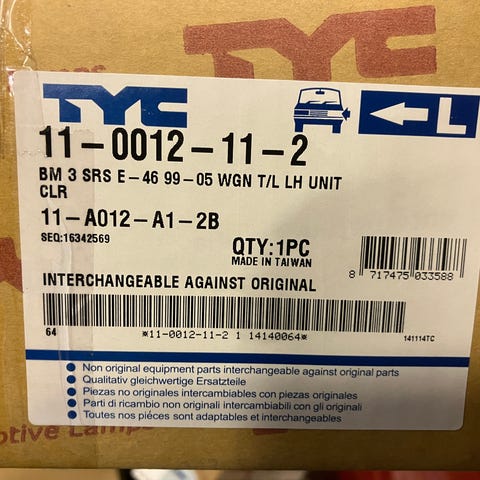 TYC
TYC
L
11-0012-11-2
BM 3 SRS E-46 99-05 WGN T/L LH UNIT
CLR
11-A012-A1-2B
SEQ:16342569
QTY:1PC
MADE IN TAIWAN
8 717475 033588
INTERCHANGEABLE AGAINST ORIGINAL
64
*11-0012-11-2 1 14140064*
141114TC
Non original equipment parts interchangeable against original parts
Qualitativ gleichwertige Ersatzteile
Piezas no originales intercambiables con piezas originales
Parti di ricambio non originali intercambiabili con gli originali
Toutes nos piéces sont adaptables et interchangeables
otive Lamps